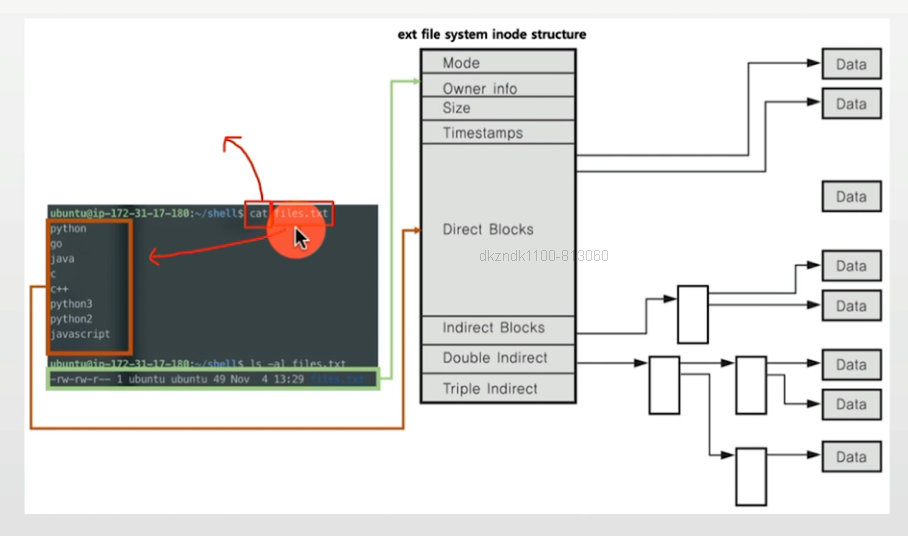 ext file system inode structure
Mode
Owner info
Size
Timestamps
Direct Blocks
Indirect Blocks
Double Indirect
Triple Indirect
Data
Data
Data
Data
Data
Data
Data
Data
ubuntu@ip-172-31-17-180:~/shell$ cat files.txt
python
go
java
c
c++
python3
python2
javascript
ubuntu@ip-172-31-17-180:~/shell$ ls -al files.txt
-rw-rw-r-- 1 ubuntu ubuntu 49 Nov  4 13:29 files.txt
dkzndk1100-813060